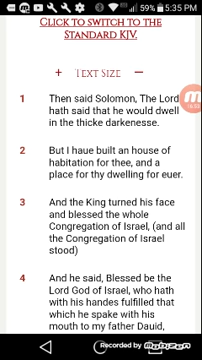 59% 5:35 PM
Click to switch to the
Standard KJV.
+ Text Size −
1 Then said Solomon, The Lord
hath said that he would dwell
in the thicke darkenesse.
2 But I haue built an house of
habitation for thee, and a
place for thy dwelling for euer.
3 And the King turned his face
and blessed the whole
Congregation of Israel, (and all
the Congregation of Israel
stood)
4 And he said, Blessed be the
Lord God of Israel, who hath
with his handes fulfilled that
which he spake with his
mouth to my father Dauid,
Recorded by
Mobizen